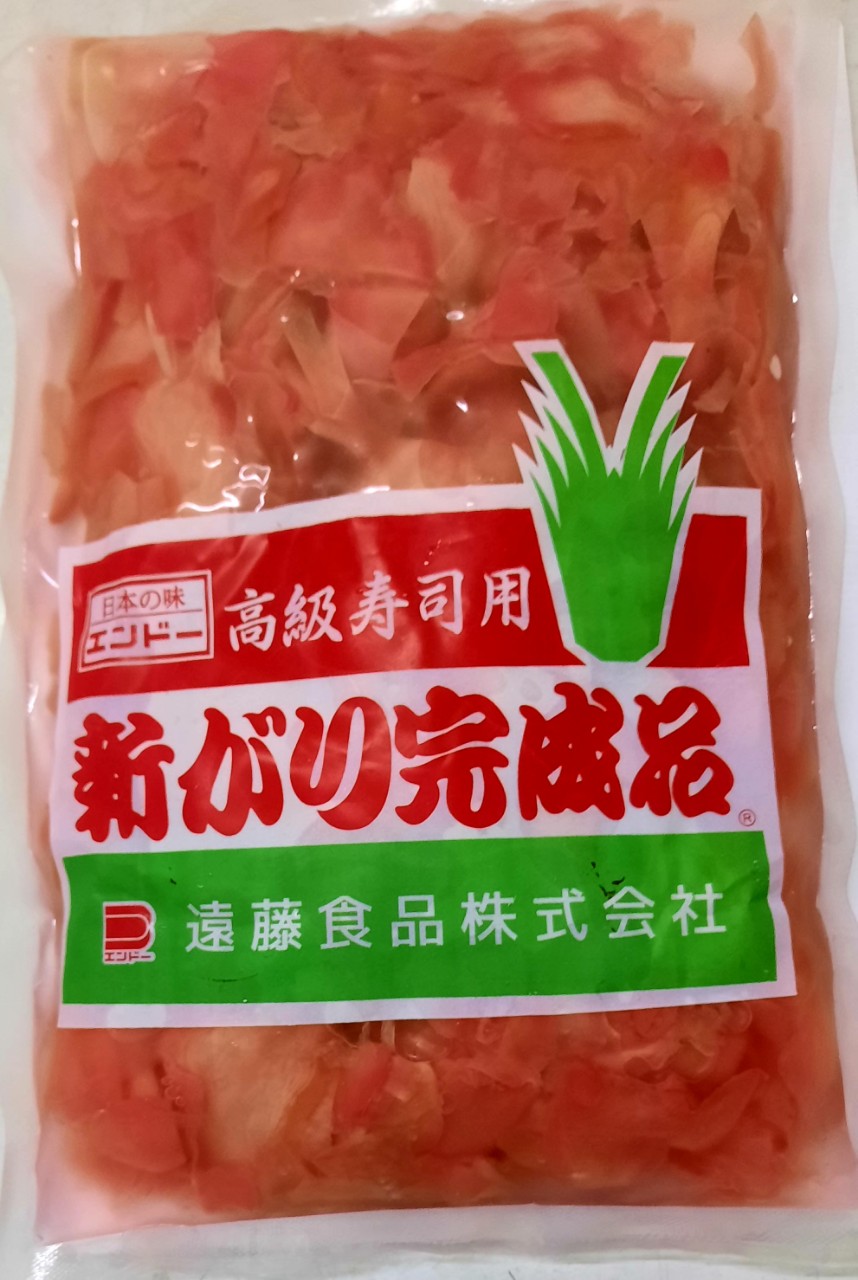 日本の味
エンドー
高級寿司用
新がり完成品
®
エンドー
遠藤食品株式会社